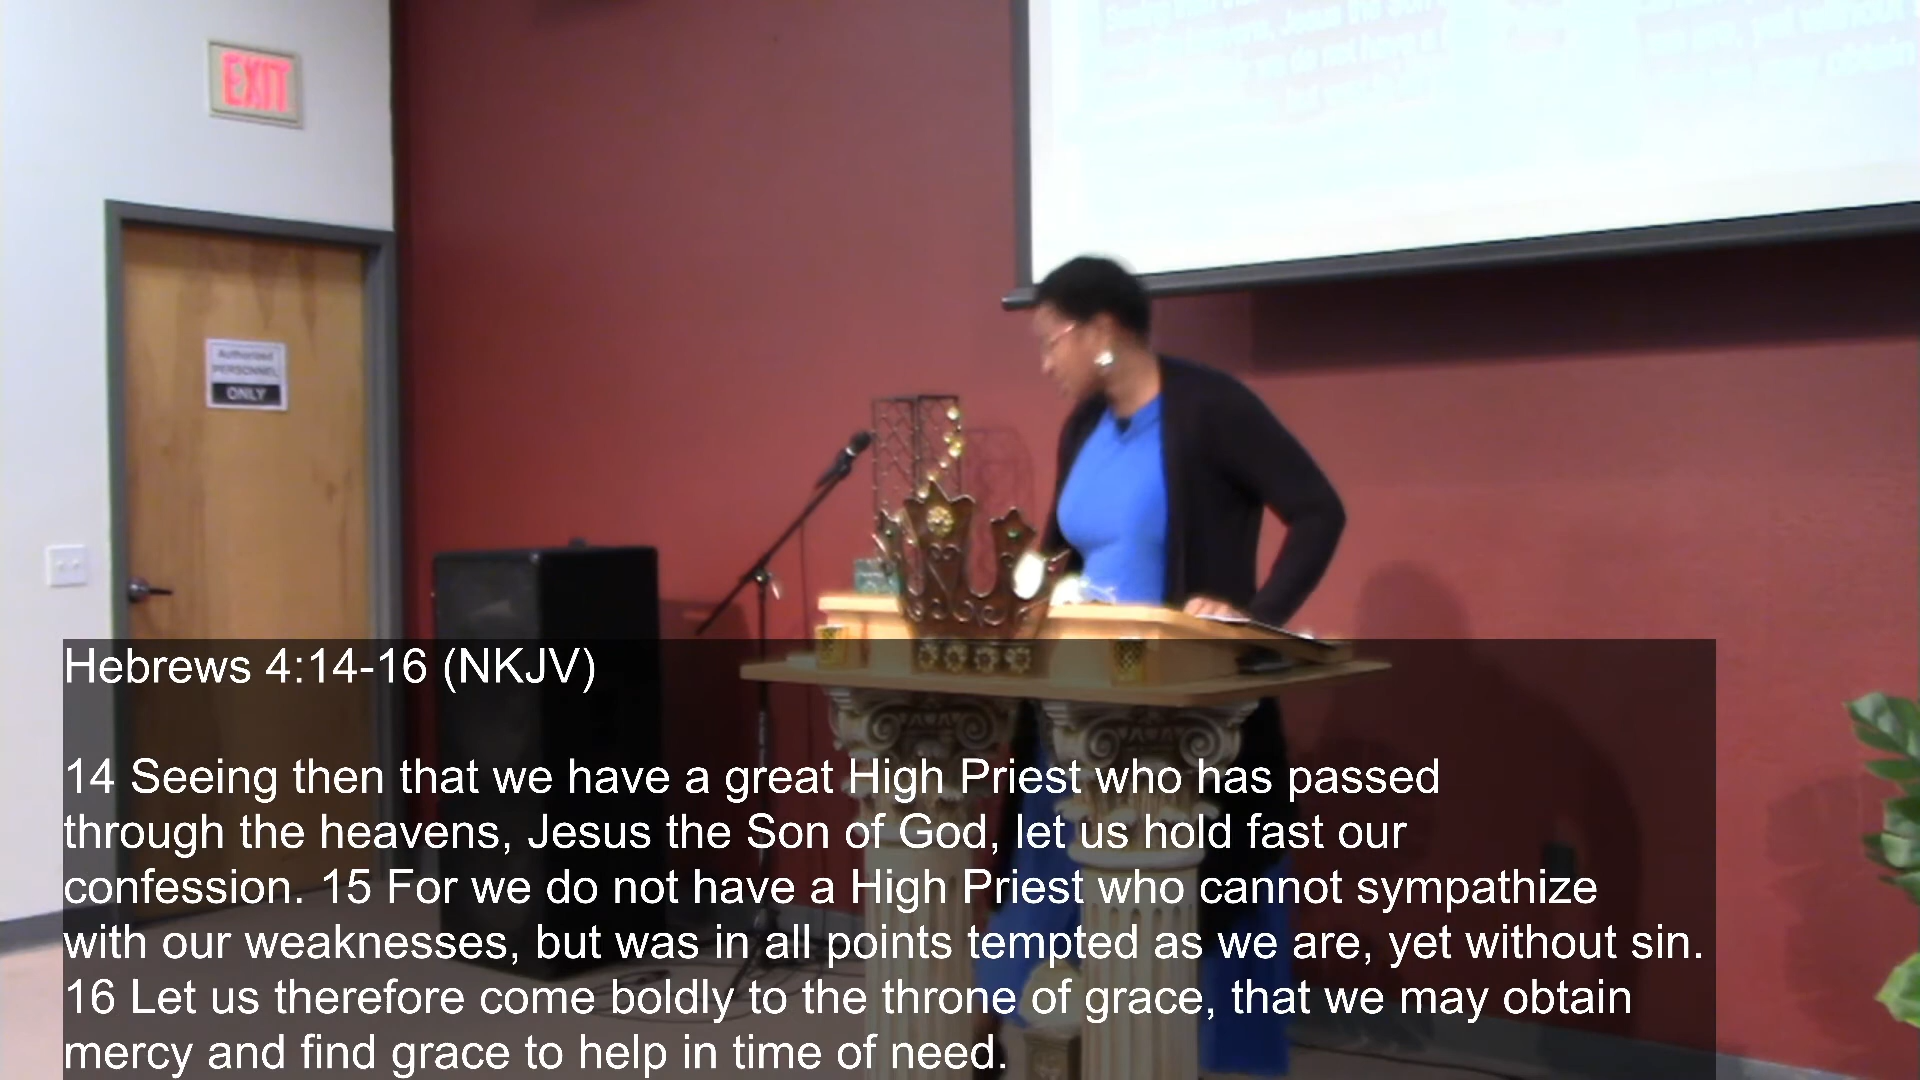 EXIT
Authorized
PERSONNEL
ONLY
Hebrews 4:14-16 (NKJV)
14 Seeing then that we have a great High Priest who has passed
through the heavens, Jesus the Son of God, let us hold fast our
confession. 15 For we do not have a High Priest who cannot sympathize
with our weaknesses, but was in all points tempted as we are, yet without sin.
16 Let us therefore come boldly to the throne of grace, that we may obtain
mercy and find grace to help in time of need.